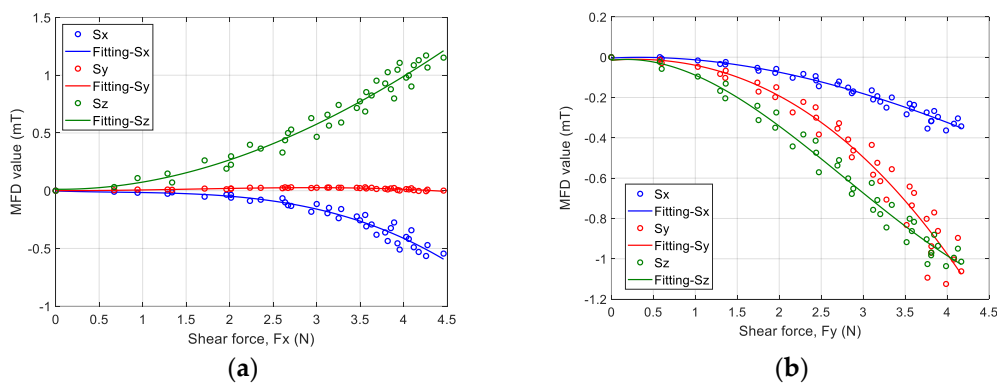 1.5
1
0.5
0
-0.5
-1
MFD value (mT)
Sx
Fitting-Sx
Sy
Fitting-Sy
Sz
Fitting-Sz
0 0.5 1 1.5 2 2.5 3 3.5 4 4.5
Shear force, Fx (N)
(a)
0.2
0
-0.2
-0.4
-0.6
-0.8
-1
-1.2
MFD value (mT)
Sx
Fitting-Sx
Sy
Fitting-Sy
Sz
Fitting-Sz
0 0.5 1 1.5 2 2.5 3 3.5 4 4.5
Shear force, Fy (N)
(b)